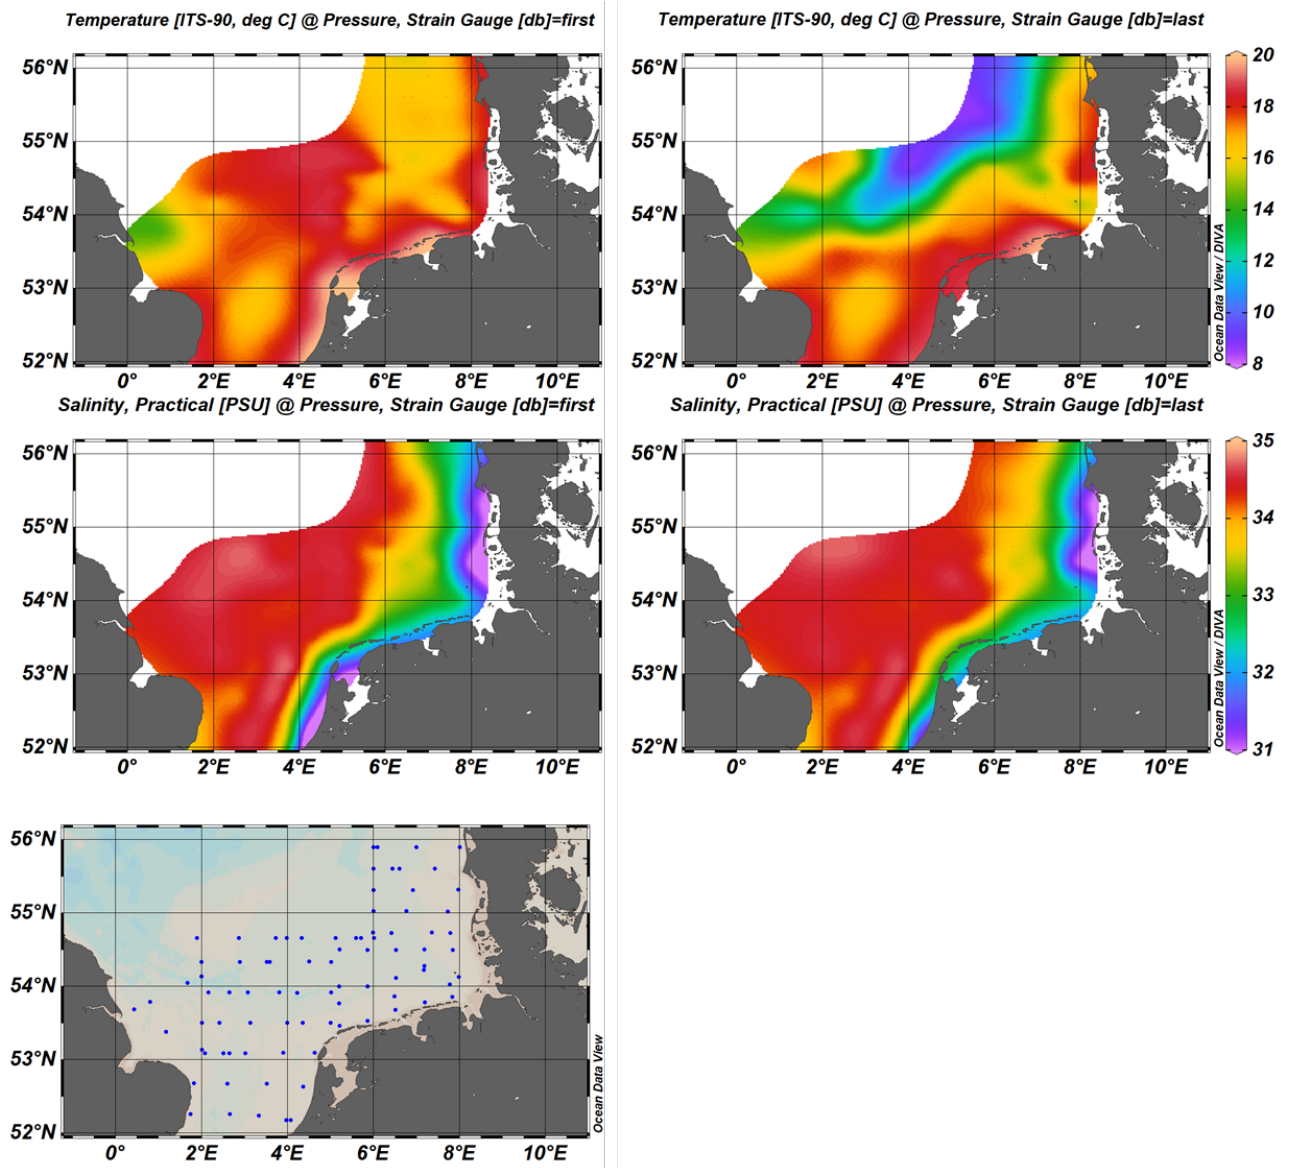 Temperature [ITS-90, deg C] @ Pressure, Strain Gauge [db]=first
Temperature [ITS-90, deg C] @ Pressure, Strain Gauge [db]=last
56°N
55°N
54°N
53°N
52°N
0°
2°E
4°E
6°E
8°E
10°E
56°N
55°N
54°N
53°N
52°N
0°
2°E
4°E
6°E
8°E
10°E
Ocean Data View / DIVA
20
18
16
14
12
10
8
Salinity, Practical [PSU] @ Pressure, Strain Gauge [db]=first
Salinity, Practical [PSU] @ Pressure, Strain Gauge [db]=last
56°N
55°N
54°N
53°N
52°N
0°
2°E
4°E
6°E
8°E
10°E
56°N
55°N
54°N
53°N
52°N
0°
2°E
4°E
6°E
8°E
10°E
Ocean Data View / DIVA
35
34
33
32
31
56°N
55°N
54°N
53°N
52°N
0°
2°E
4°E
6°E
8°E
10°E
Ocean Data View